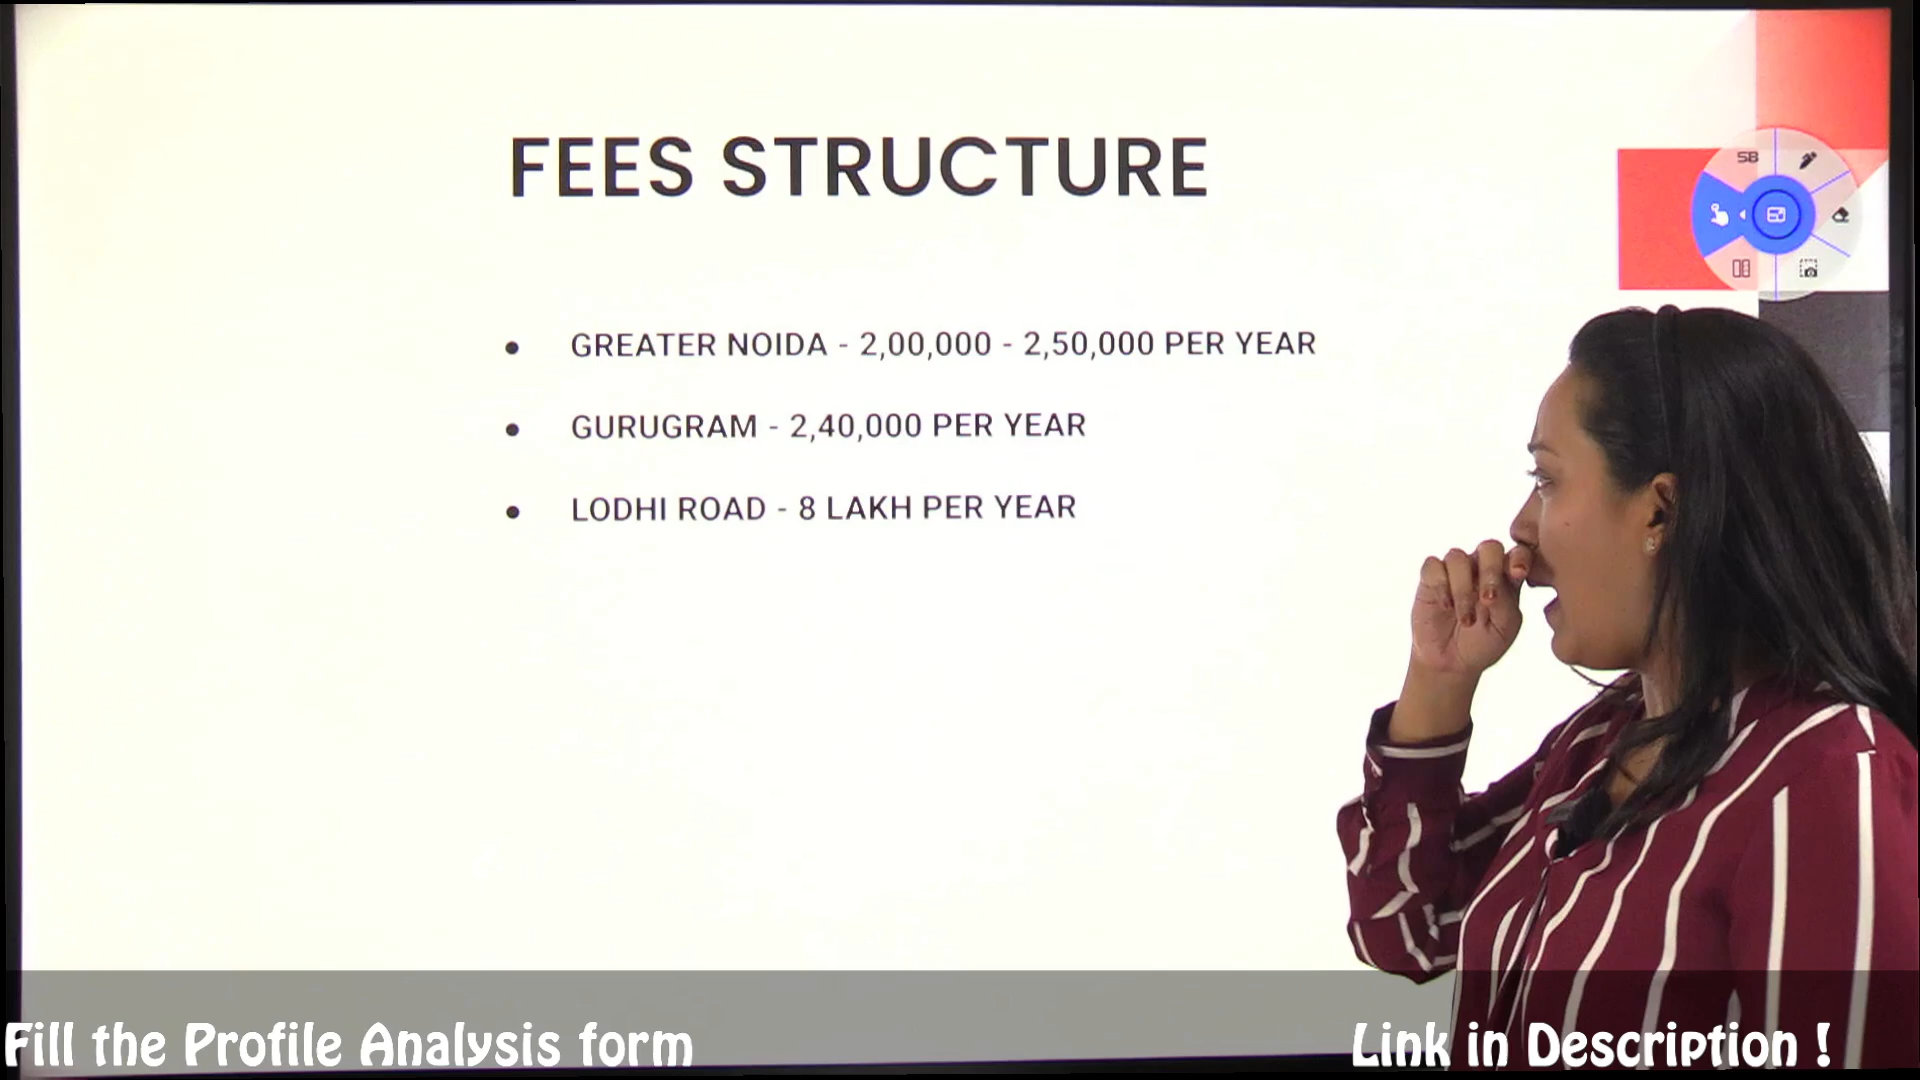 FEES STRUCTURE
SB
• GREATER NOIDA - 2,00,000 - 2,50,000 PER YEAR
• GURUGRAM - 2,40,000 PER YEAR
• LODHI ROAD - 8 LAKH PER YEAR
Fill the Profile Analysis form
Link in Description !